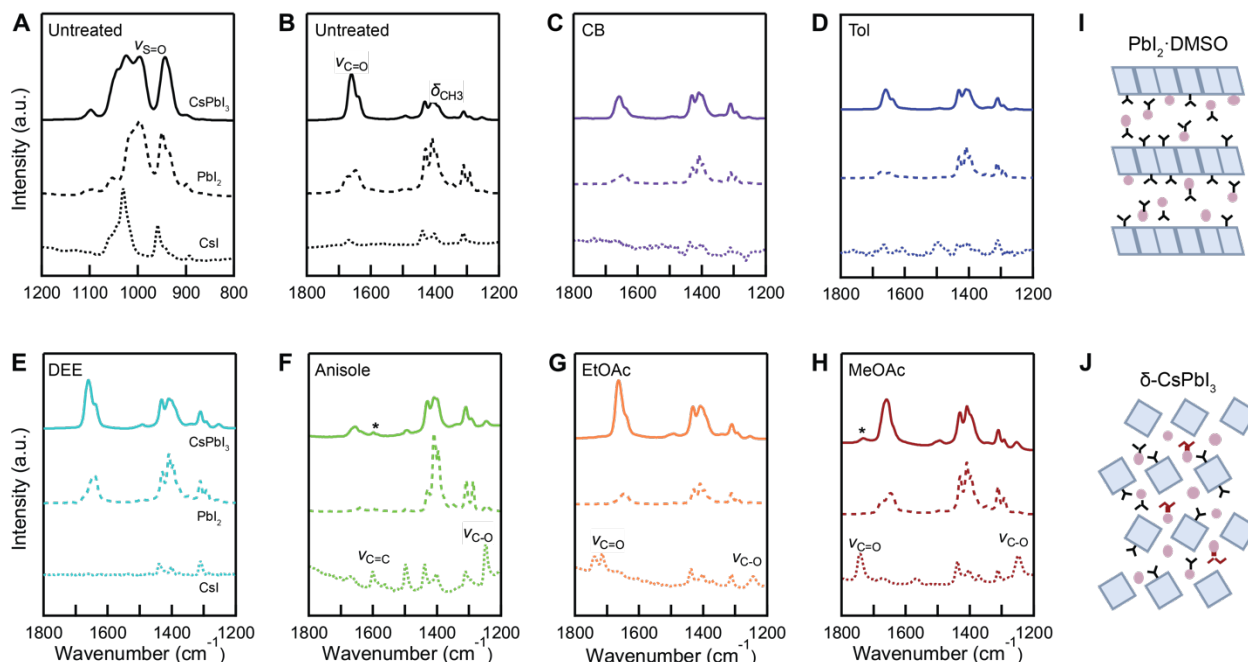 A
Untreated
νS=O
CsPbI₃
PbI₂
CsI
Intensity (a.u.)
1200 1000 800
B
Untreated
νC=O
δCH3
1800 1600 1400 1200
C
CB
1800 1600 1400 1200
D
Tol
1800 1600 1400 1200
I
PbI₂·DMSO
E
DEE
CsPbI₃
PbI₂
CsI
Intensity (a.u.)
1800 1600 1400 1200
Wavenumber (cm⁻¹)
F
Anisole
*
νC=C
νC-O
1800 1600 1400 1200
Wavenumber (cm⁻¹)
G
EtOAc
νC=O
νC-O
1800 1600 1400 1200
Wavenumber (cm⁻¹)
H
MeOAc
*
νC=O
νC-O
1800 1600 1400 1200
Wavenumber (cm⁻¹)
J
δ-CsPbI₃